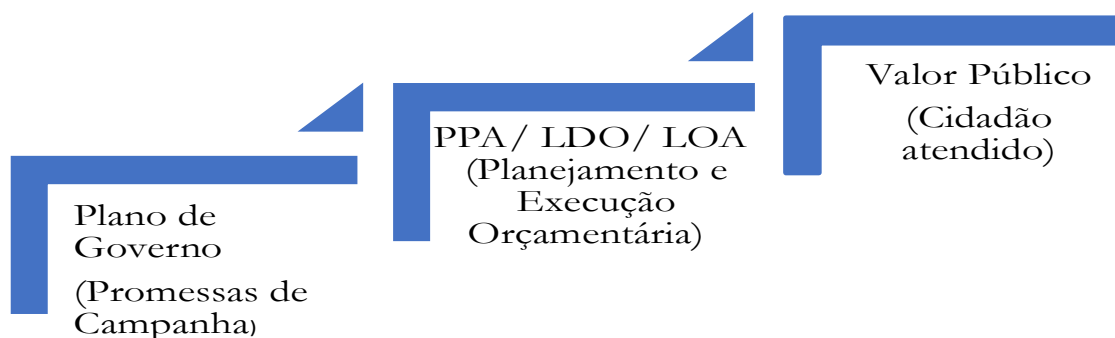 Plano de
Governo
(Promessas de
Campanha)
PPA/ LDO/ LOA
(Planejamento e
Execução
Orçamentária)
Valor Público
(Cidadão
atendido)